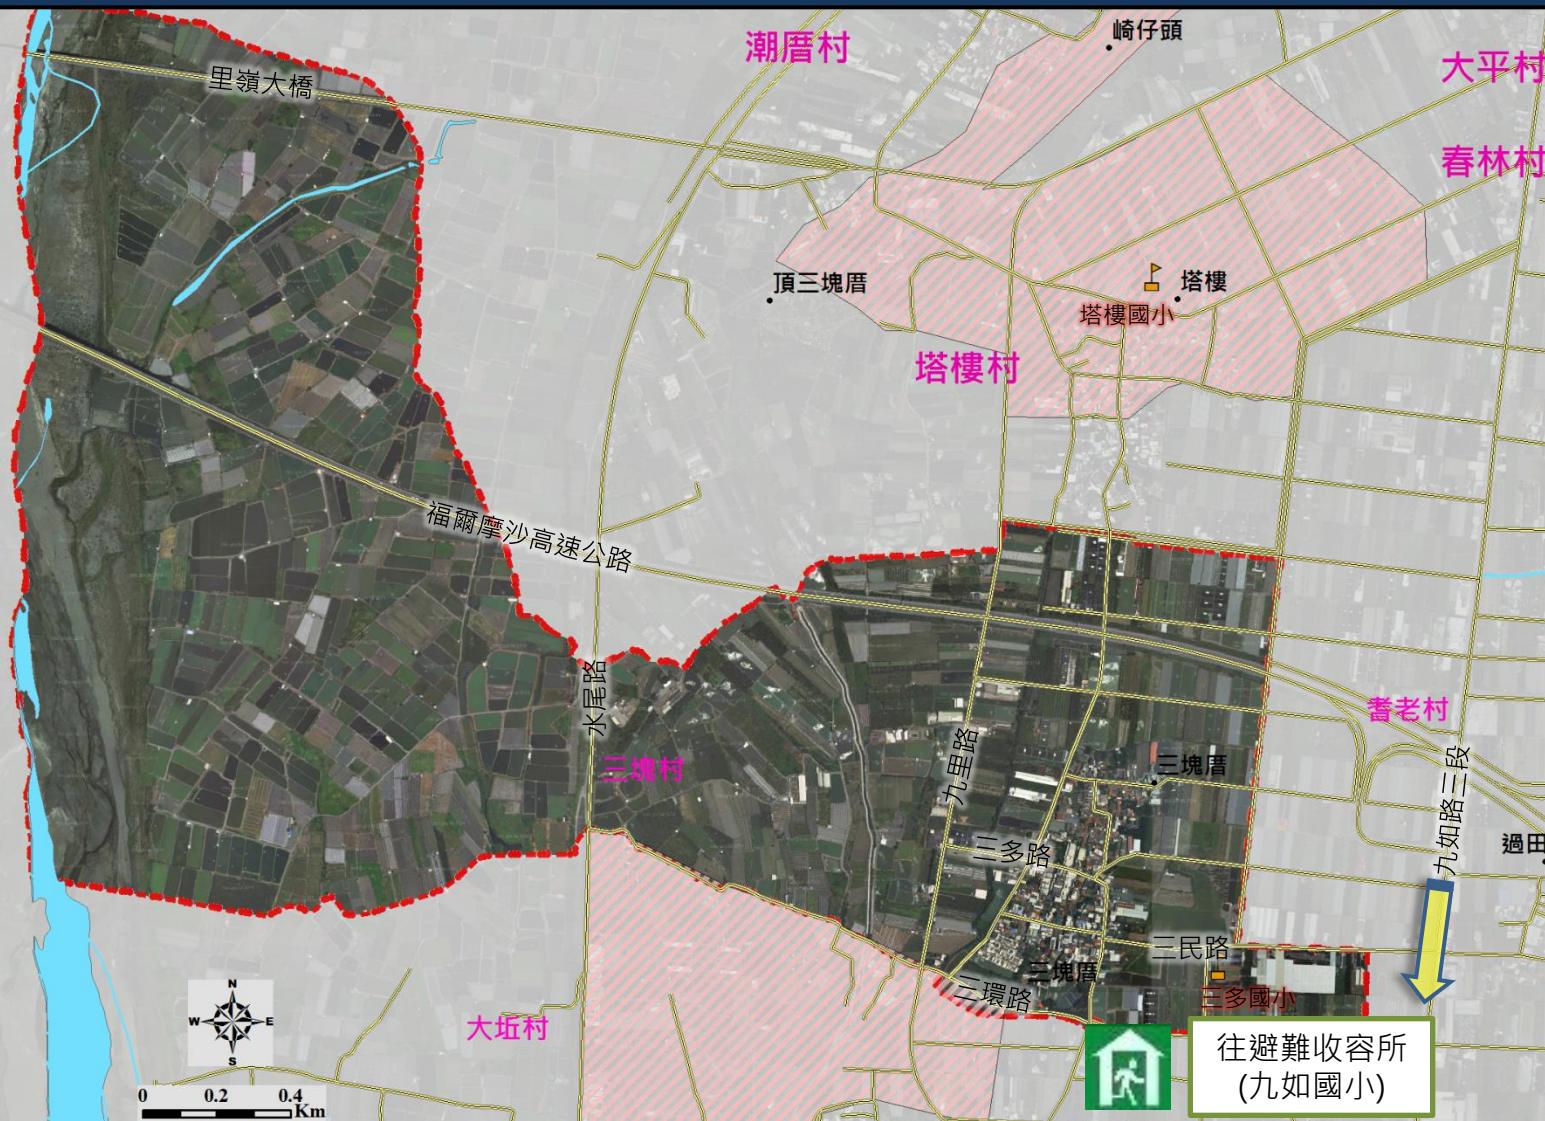 潮厝村
崎仔頭
大平村
里嶺大橋
春林村
頂三塊厝
塔樓
塔樓國小
塔樓村
福爾摩沙高速公路
水尾路
三塊村
九里路
三塊厝
耆老村
九如路三段
過田
三多路
三民路
三塊厝
三環路
三多國小
大坵村
N
W E
S
0 0.2 0.4
Km
往避難收容所
(九如國小)